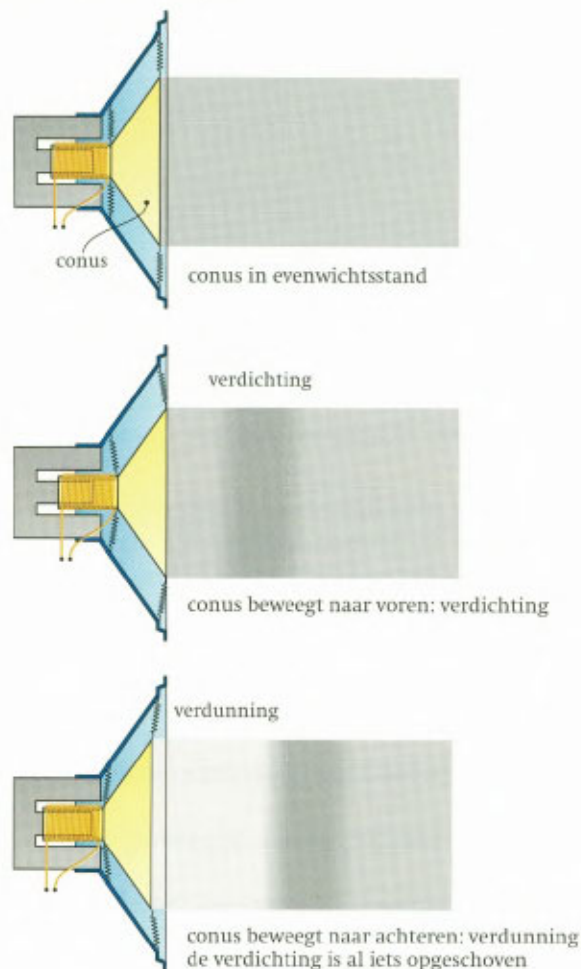 conus
conus in evenwichtsstand
verdichting
conus beweegt naar voren: verdichting
verdunning
conus beweegt naar achteren: verdunning
de verdichting is al iets opgeschoven